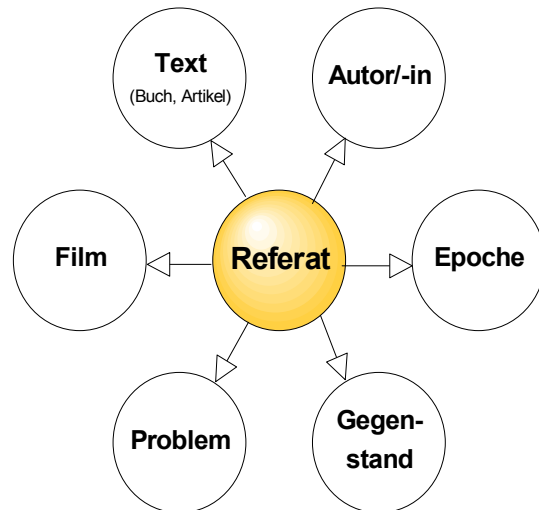 Text
(Buch, Artikel)
Autor/-in
Film
Referat
Epoche
Problem
Gegen-
stand